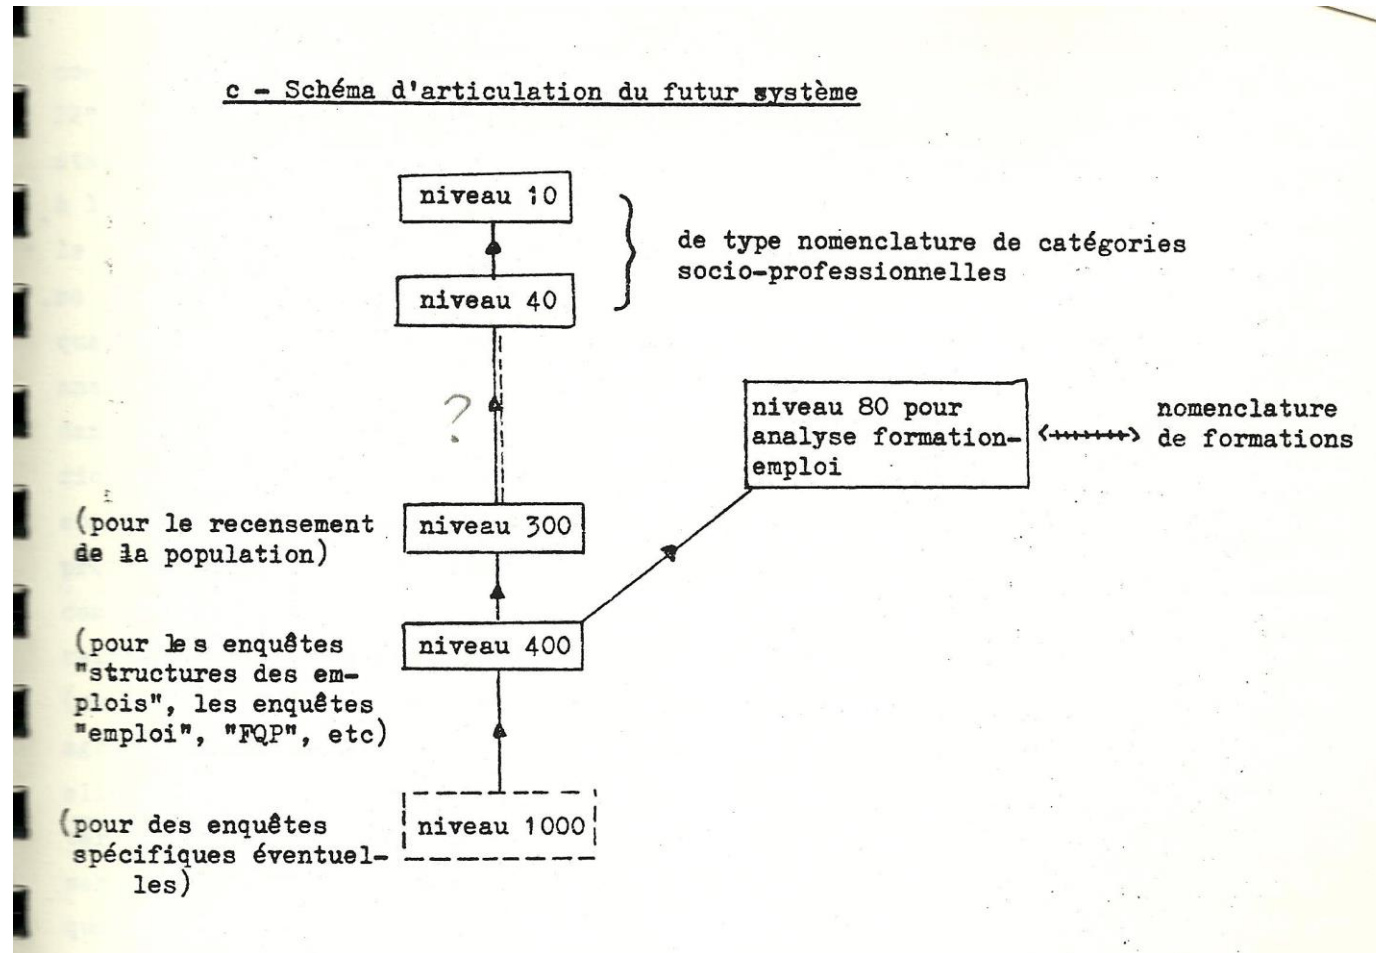 c - Schéma d'articulation du futur système
niveau 10
de type nomenclature de catégories
socio-professionnelles
niveau 40
?
niveau 80 pour
analyse formation-
emploi
nomenclature
de formations
(pour le recensement
de la population)
niveau 300
(pour les enquêtes
"structures des em-
plois", les enquêtes
"emploi", "FQP", etc)
niveau 400
(pour des enquêtes
spécifiques éventuel-
les)
niveau 1000